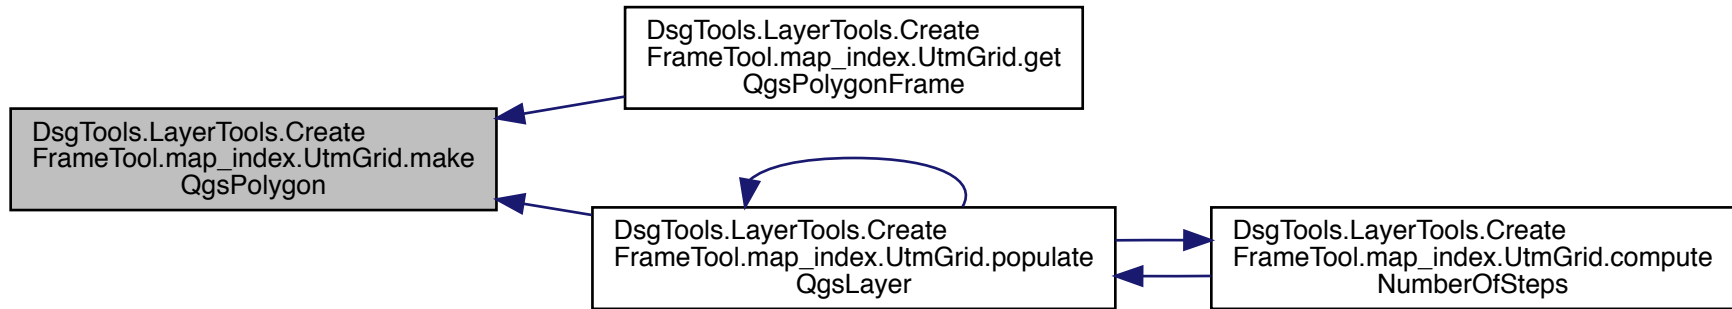 DsgTools.LayerTools.Create
FrameTool.map_index.UtmGrid.get
QgsPolygonFrame
DsgTools.LayerTools.Create
FrameTool.map_index.UtmGrid.make
QgsPolygon
DsgTools.LayerTools.Create
FrameTool.map_index.UtmGrid.populate
QgsLayer
DsgTools.LayerTools.Create
FrameTool.map_index.UtmGrid.compute
NumberOfSteps